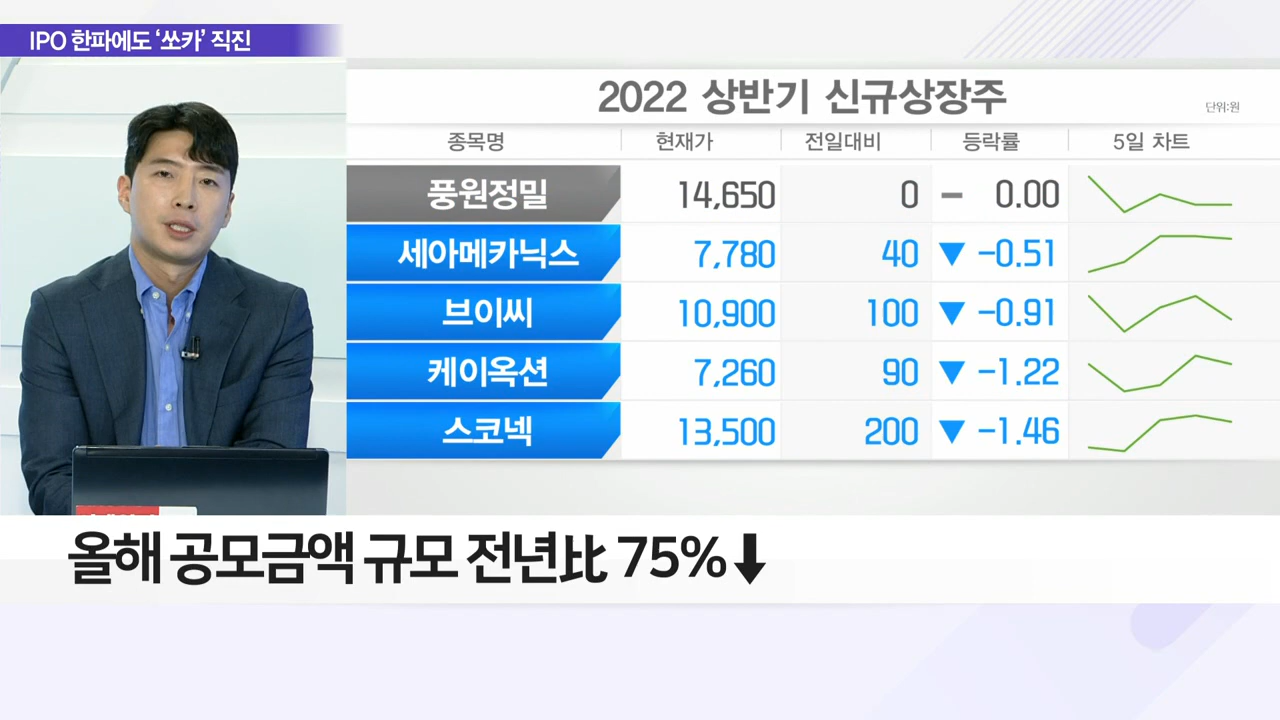 IPO 한파에도 ‘쏘카’ 직진
2022 상반기 신규상장주
단위:원
종목명 현재가 전일대비 등락률 5일 차트
풍원정밀 14,650 0 − 0.00
세아메카닉스 7,780 40 ▼ -0.51
브이씨 10,900 100 ▼ -0.91
케이옥션 7,260 90 ▼ -1.22
스코넥 13,500 200 ▼ -1.46
올해 공모금액 규모 전년比 75%⬇